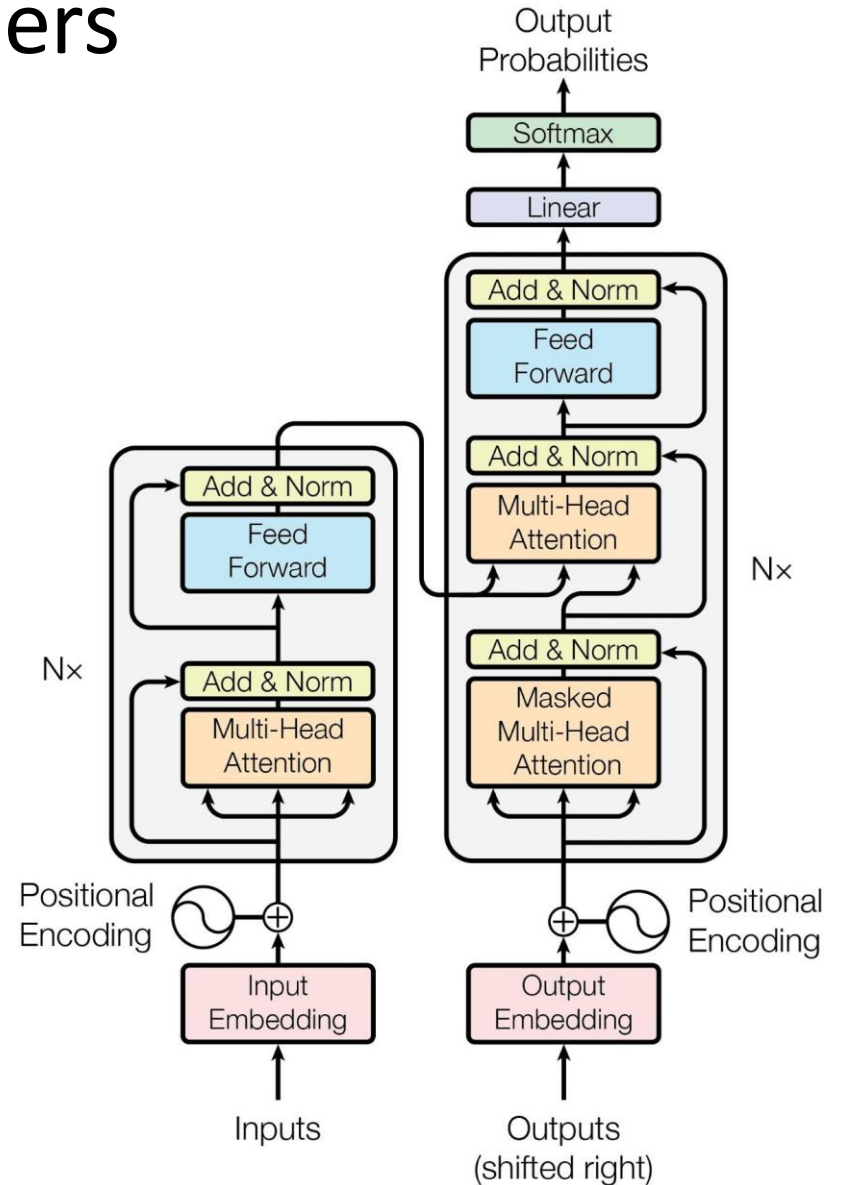 ers
Output
Probabilities
Softmax
Linear
Add & Norm
Feed
Forward
Add & Norm
Multi-Head
Attention
N×
Add & Norm
Masked
Multi-Head
Attention
Add & Norm
Feed
Forward
N×
Add & Norm
Multi-Head
Attention
Positional
Encoding
Positional
Encoding
Input
Embedding
Output
Embedding
Inputs
Outputs
(shifted right)